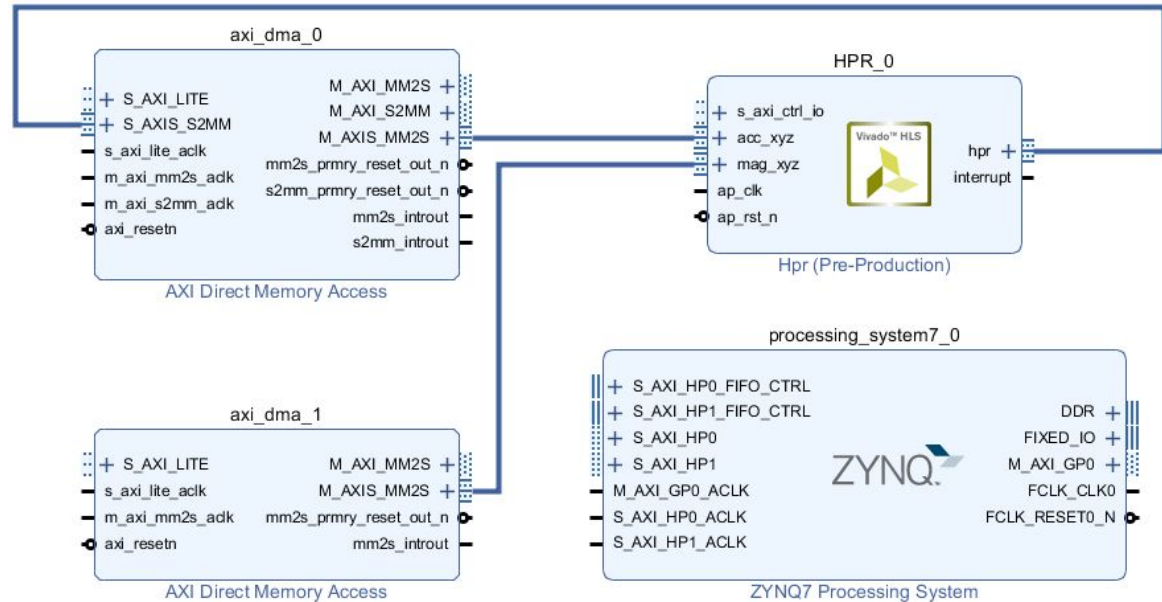 axi_dma_0
S_AXI_LITE
S_AXIS_S2MM
s_axi_lite_aclk
m_axi_mm2s_aclk
m_axi_s2mm_aclk
axi_resetn
M_AXI_MM2S
M_AXI_S2MM
M_AXIS_MM2S
mm2s_prmry_reset_out_n
s2mm_prmry_reset_out_n
mm2s_introut
s2mm_introut
AXI Direct Memory Access
HPR_0
s_axi_ctrl_io
acc_xyz
mag_xyz
ap_clk
ap_rst_n
Vivado™ HLS
hpr
interrupt
Hpr (Pre-Production)
axi_dma_1
S_AXI_LITE
s_axi_lite_aclk
m_axi_mm2s_aclk
axi_resetn
M_AXI_MM2S
M_AXIS_MM2S
mm2s_prmry_reset_out_n
mm2s_introut
AXI Direct Memory Access
processing_system7_0
S_AXI_HP0_FIFO_CTRL
S_AXI_HP1_FIFO_CTRL
S_AXI_HP0
S_AXI_HP1
M_AXI_GP0_ACLK
S_AXI_HP0_ACLK
S_AXI_HP1_ACLK
ZYNQ
DDR
FIXED_IO
M_AXI_GP0
FCLK_CLK0
FCLK_RESET0_N
ZYNQ7 Processing System